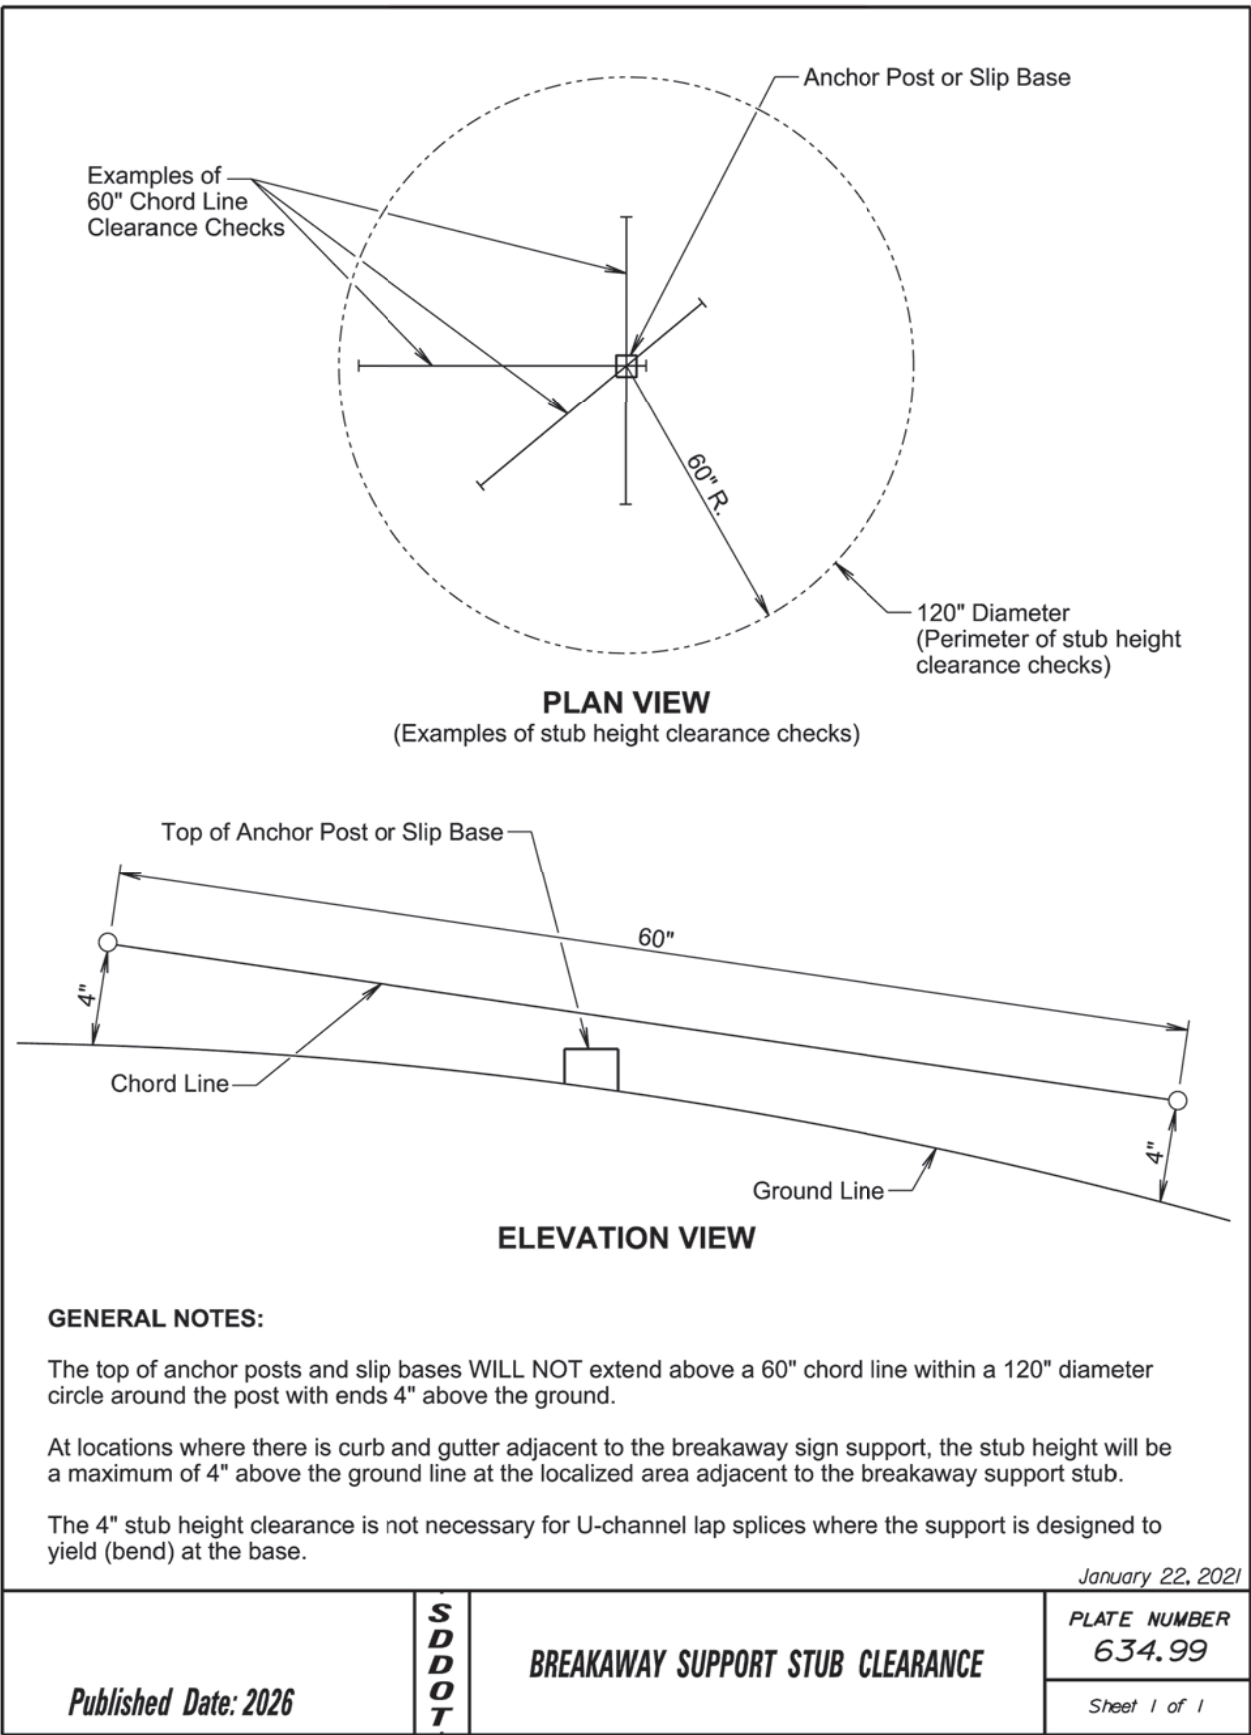 Anchor Post or Slip Base
Examples of
60" Chord Line
Clearance Checks
60" R.
120" Diameter
(Perimeter of stub height
clearance checks)
PLAN VIEW
(Examples of stub height clearance checks)
Top of Anchor Post or Slip Base
60"
4"
Chord Line
4"
Ground Line
ELEVATION VIEW
GENERAL NOTES:
The top of anchor posts and slip bases WILL NOT extend above a 60" chord line within a 120" diameter
circle around the post with ends 4" above the ground.
At locations where there is curb and gutter adjacent to the breakaway sign support, the stub height will be
a maximum of 4" above the ground line at the localized area adjacent to the breakaway support stub.
The 4" stub height clearance is not necessary for U-channel lap splices where the support is designed to
yield (bend) at the base.
January 22, 2021
Published Date: 2026
S
D
D
O
T
BREAKAWAY SUPPORT STUB CLEARANCE
PLATE NUMBER
634.99
Sheet 1 of 1